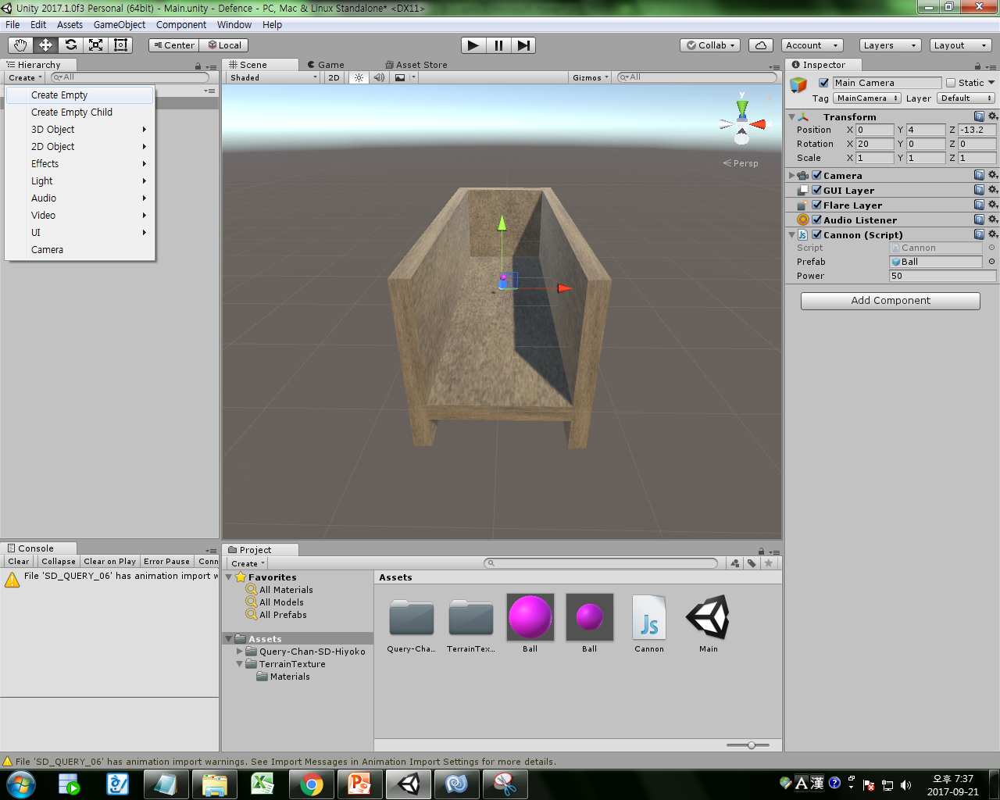 Unity 2017.1.0f3 Personal (64bit) - Main.unity - Defence - PC, Mac & Linux Standalone* <DX11>
File Edit Assets GameObject Component Window Help
Center Local Collab Account Layers Layout
Hierarchy
Create All
Create Empty
Create Empty Child
3D Object
2D Object
Effects
Light
Audio
Video
UI
Camera
Scene Game Asset Store
Shaded 2D Gizmos All
y
Persp
Inspector
Main Camera Static
Tag MainCamera Layer Default
Transform
Position X 0 Y 4 Z -13.2
Rotation X 20 Y 0 Z 0
Scale X 1 Y 1 Z 1
Camera
GUI Layer
Flare Layer
Audio Listener
Js Cannon (Script)
Script Cannon
Prefab Ball
Power 50
Add Component
Console
Clear Collapse Clear on Play Error Pause Conn
File 'SD_QUERY_06' has animation import w
Project
Create
Favorites
All Materials
All Models
All Prefabs
Assets
Query-Chan-SD-Hiyoko
TerrainTexture
Materials
Assets
Js
Query-Cha... TerrainTex... Ball Ball Cannon Main
File 'SD_QUERY_06' has animation import warnings. See Import Messages in Animation Import Settings for more details.
A 漢 ?
오후 7:37
2017-09-21